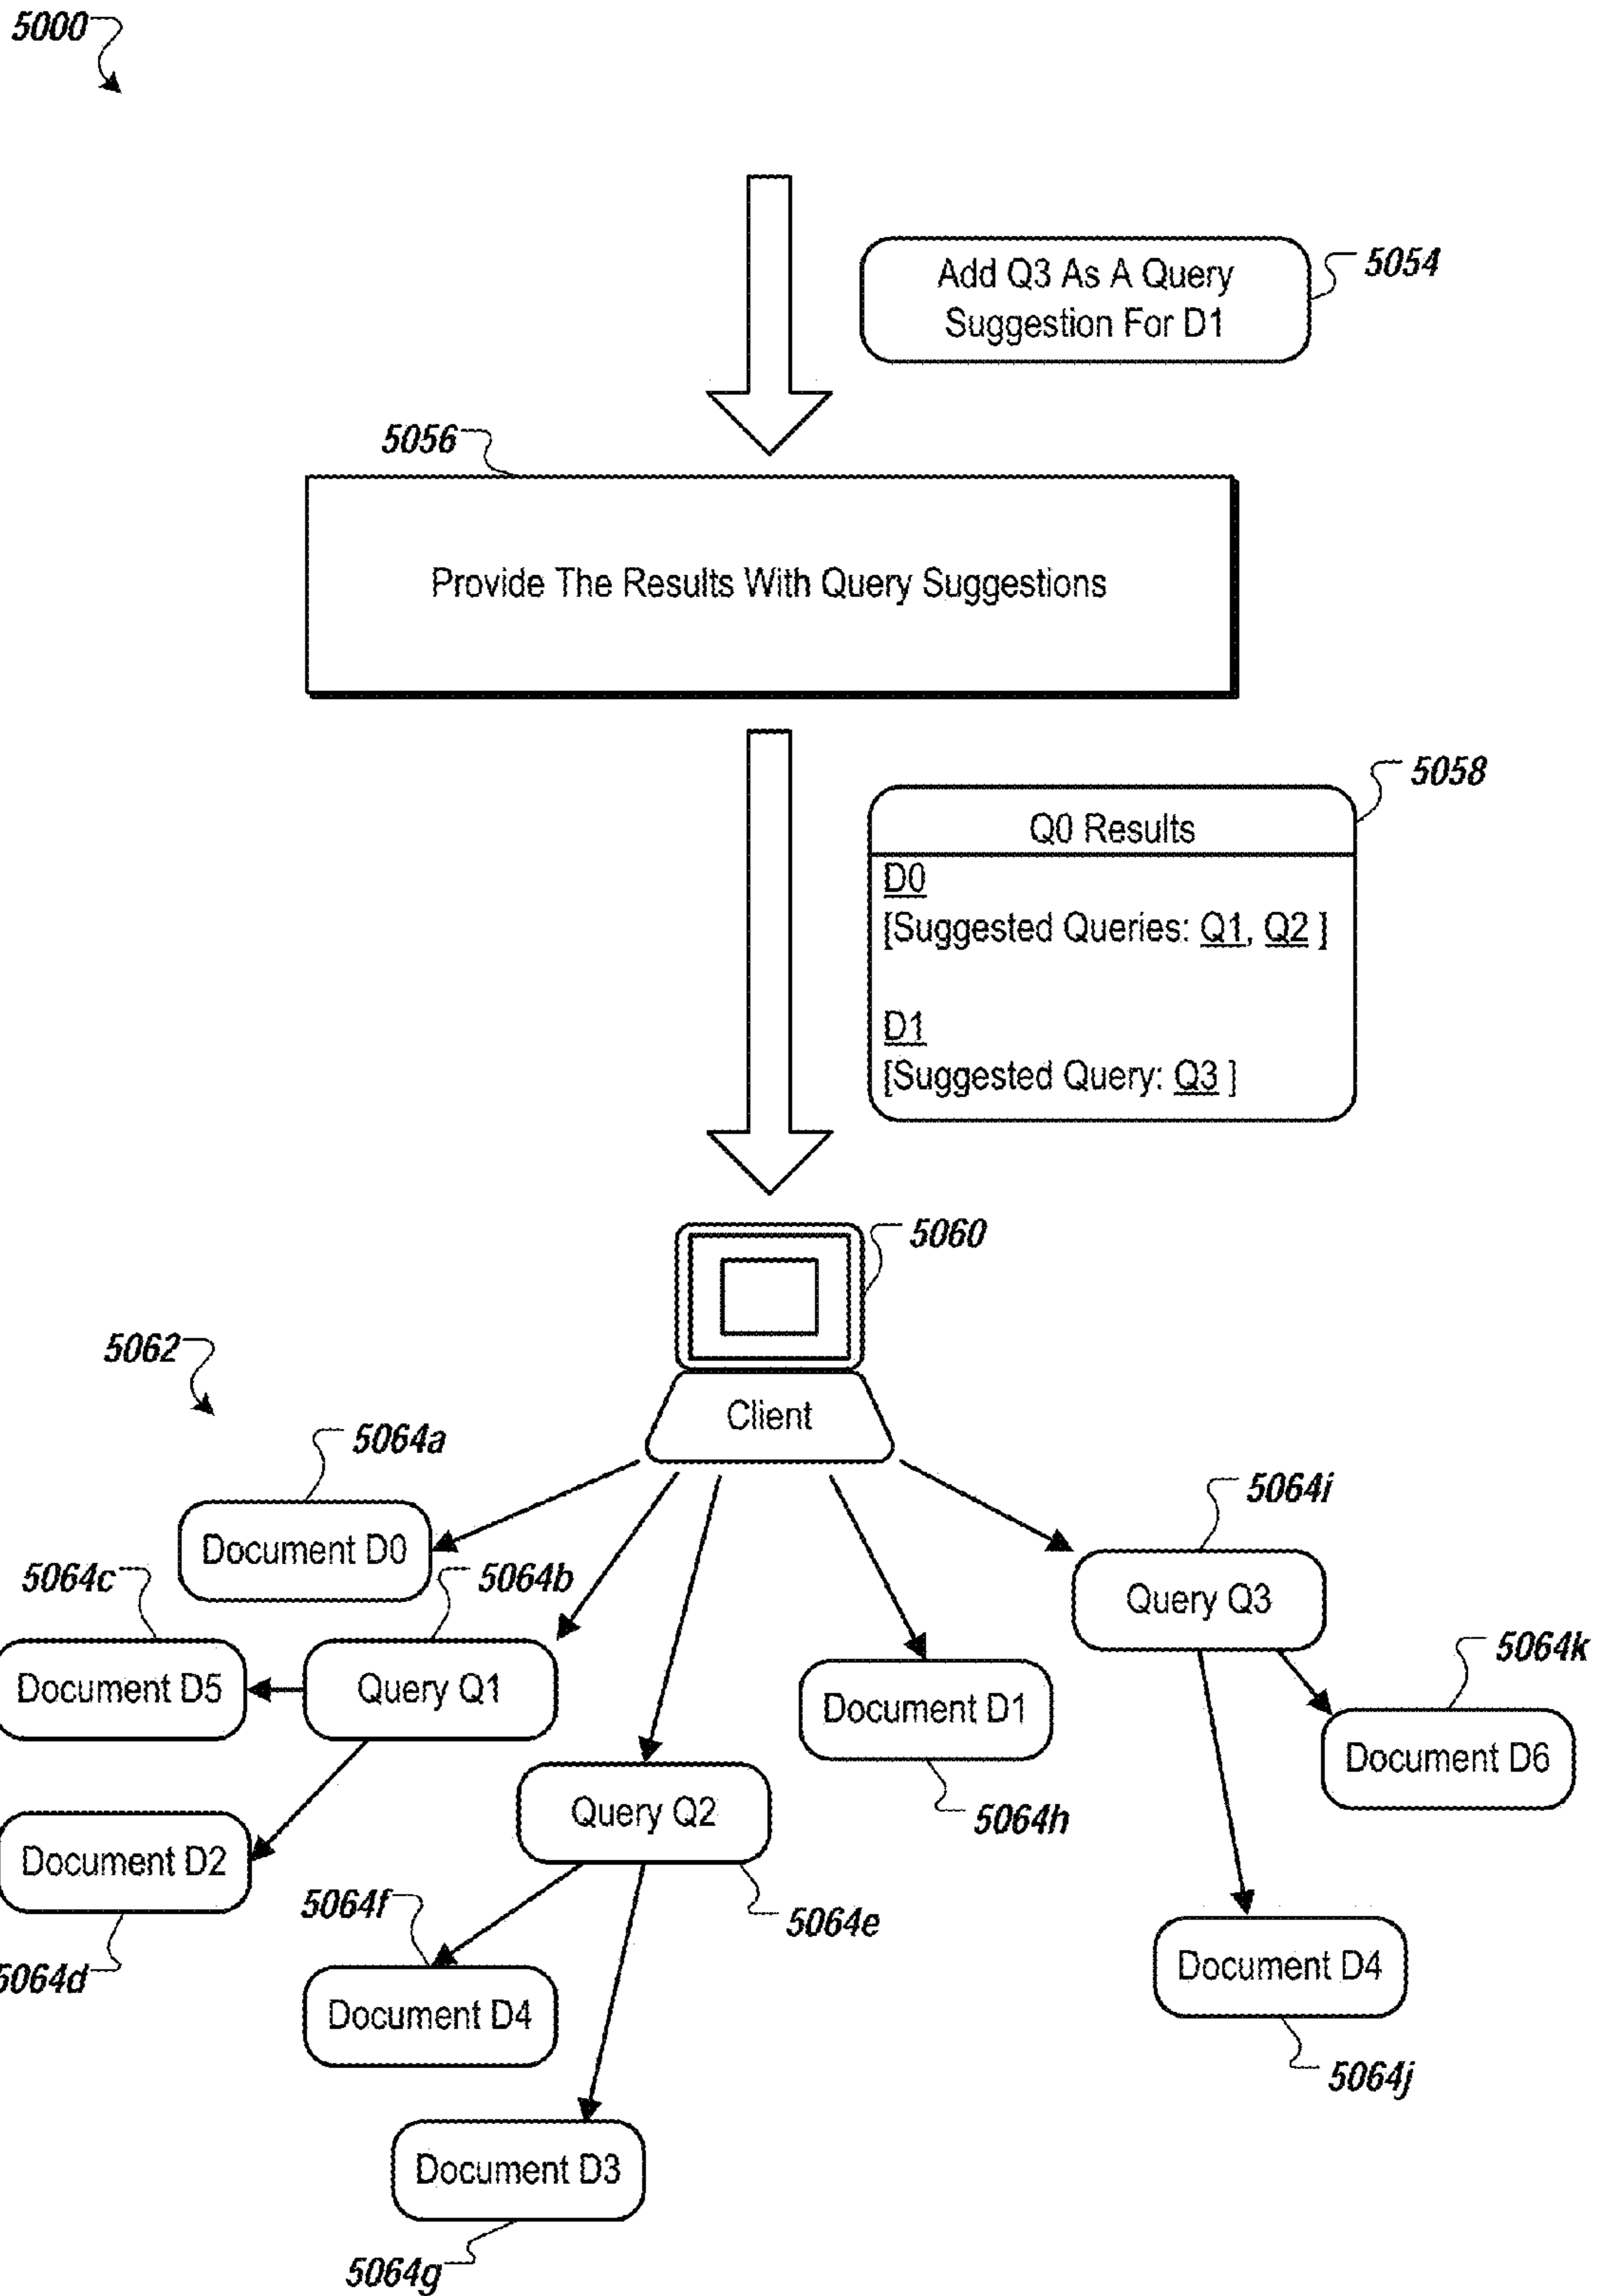 5000
Add Q3 As A Query
Suggestion For D1
5054
5056
Provide The Results With Query Suggestions
5058
Q0 Results
D0
[Suggested Queries: Q1, Q2 ]
D1
[Suggested Query: Q3 ]
5060
5062
Client
5064a
5064i
Document D0
5064c
5064b
Query Q3
5064k
Document D5
Query Q1
Document D1
Document D6
Query Q2
5064h
Document D2
5064f
5064e
5064d
Document D4
Document D4
5064j
Document D3
5064g